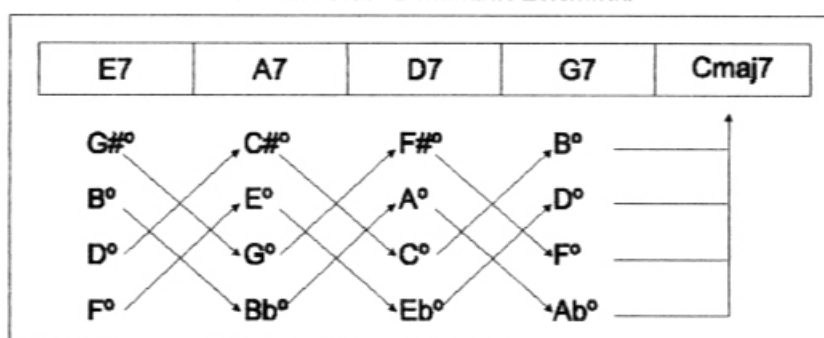 E7 A7 D7 G7 Cmaj7
G#º C#º F#º Bº
Bº Eº Aº Dº
Dº Gº Cº Fº
Fº Bbº Ebº Abº